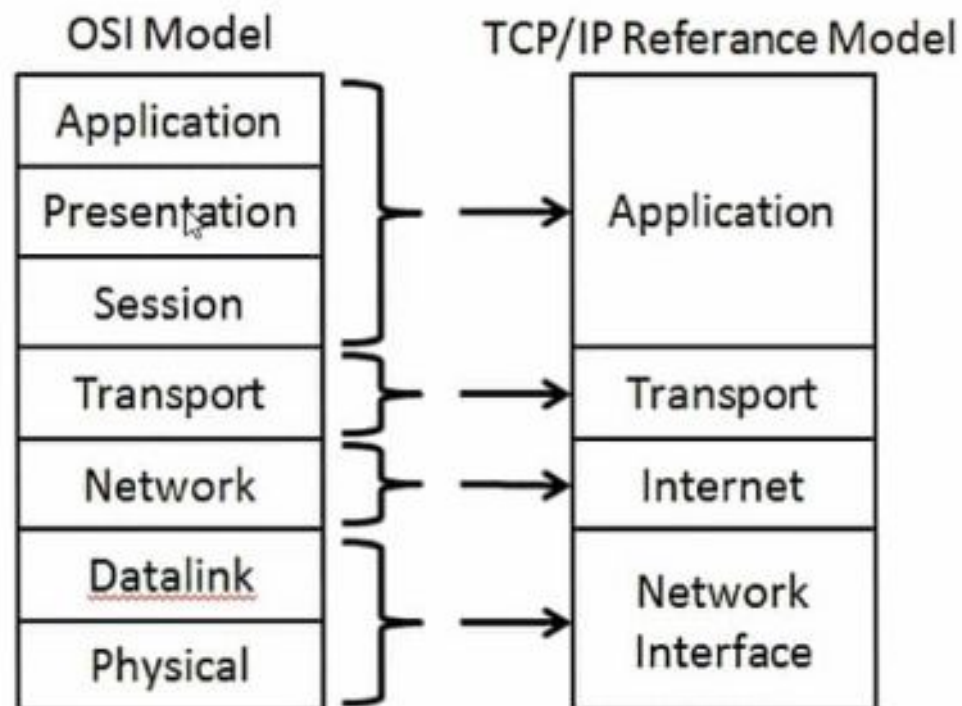 OSI Model
Application
Presentation
Session
Transport
Network
Datalink
Physical
TCP/IP Referance Model
Application
Transport
Internet
Network
Interface